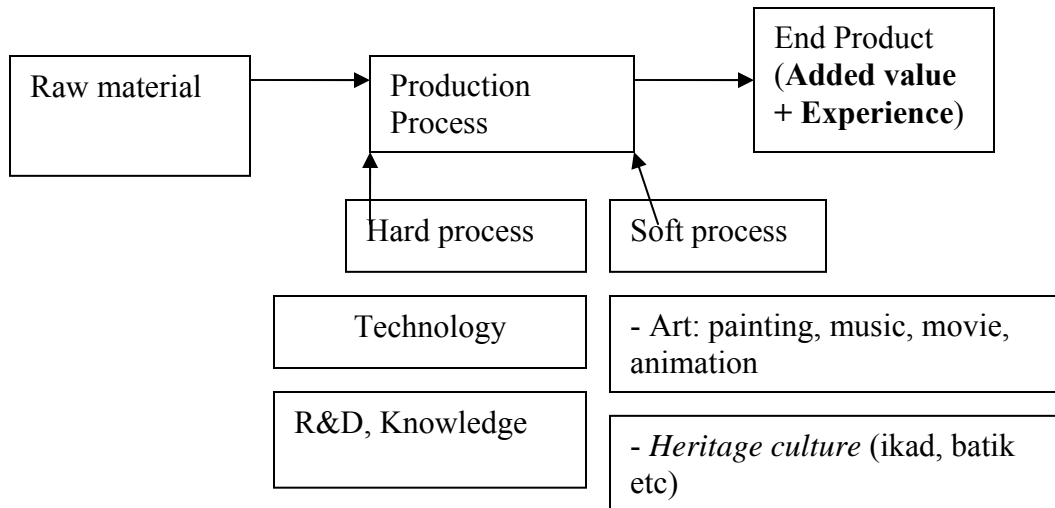 Raw material
Production
Process
End Product
(Added value
+ Experience)
Hard process
Soft process
Technology
- Art: painting, music, movie,
animation
R&D, Knowledge
- Heritage culture (ikad, batik
etc)